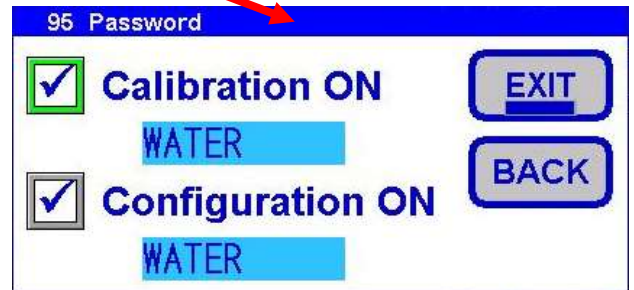 95 Password
Calibration ON
EXIT
WATER
BACK
Configuration ON
WATER